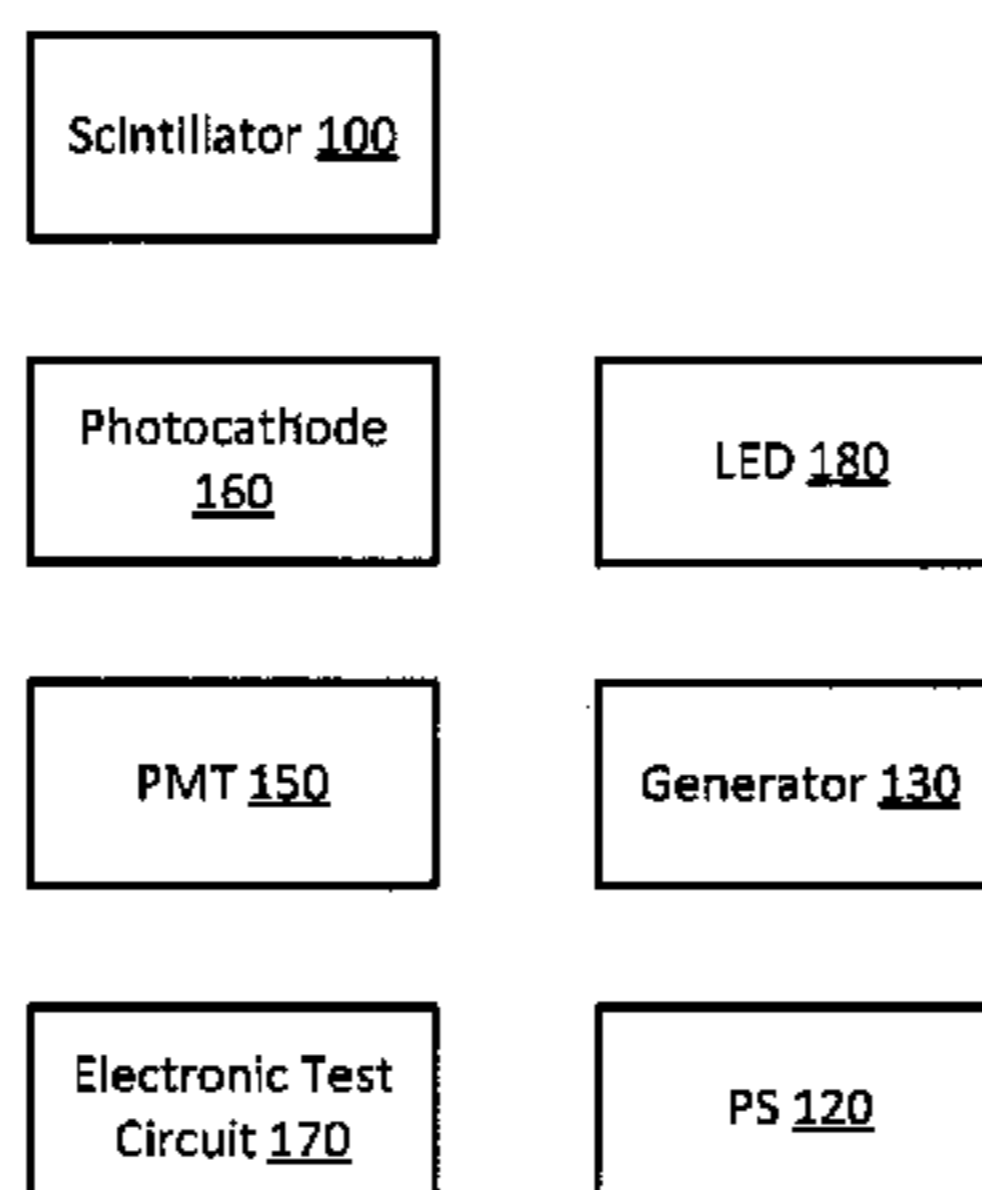 Scintillator 100
Photocathode
160
LED 180
PMT 150
Generator 130
Electronic Test
Circuit 170
PS 120